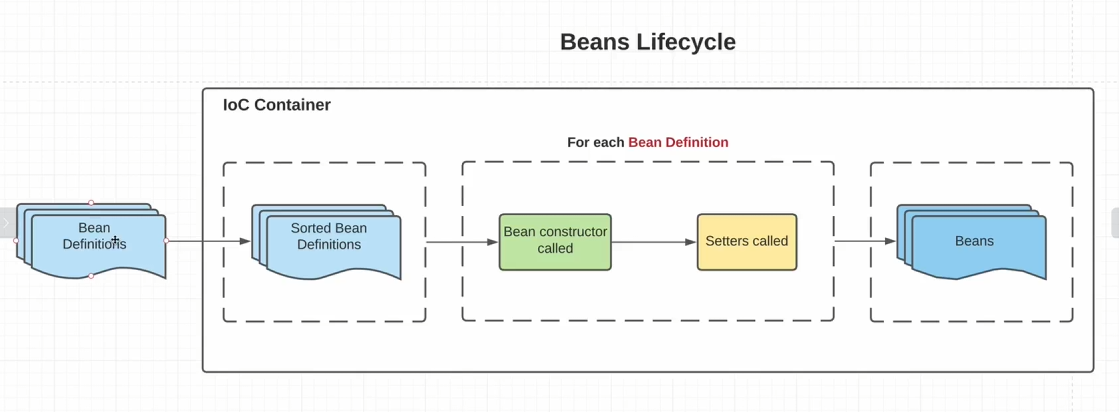 Beans Lifecycle
IoC Container
For each Bean Definition
Bean
Definitions
Sorted Bean
Definitions
Bean constructor
called
Setters called
Beans